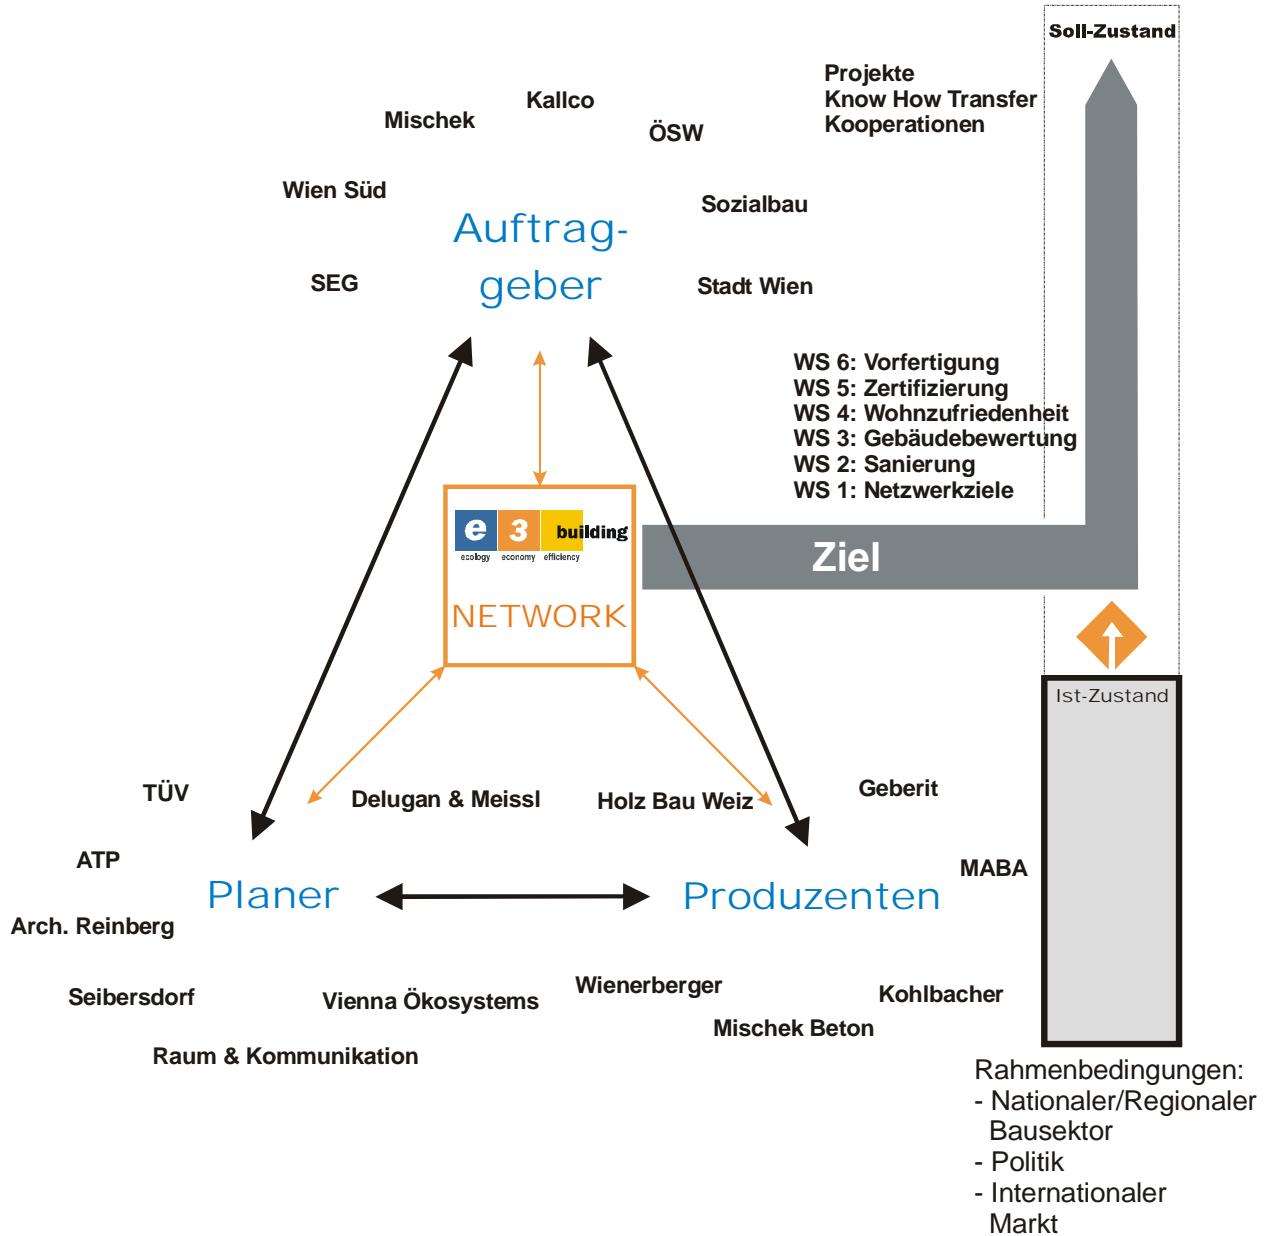 Soll-Zustand
Projekte
Know How Transfer
Kooperationen
Kallco
Mischek
ÖSW
Wien Süd
Sozialbau
Auftrag-
geber
SEG
Stadt Wien
WS 6: Vorfertigung
WS 5: Zertifizierung
WS 4: Wohnzufriedenheit
WS 3: Gebäudebewertung
WS 2: Sanierung
WS 1: Netzwerkziele
e 3 building
ecology economy efficiency
NETWORK
Ziel
Ist-Zustand
TÜV
Delugan & Meissl
Holz Bau Weiz
Geberit
ATP
MABA
Planer
Produzenten
Arch. Reinberg
Seibersdorf
Vienna Ökosystems
Wienerberger
Kohlbacher
Mischek Beton
Raum & Kommunikation
Rahmenbedingungen:
- Nationaler/Regionaler
Bausektor
- Politik
- Internationaler
Markt